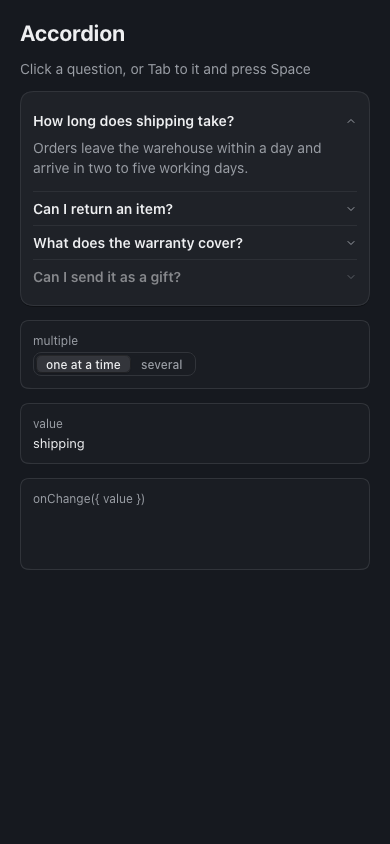 Accordion
Click a question, or Tab to it and press Space
How long does shipping take?
Orders leave the warehouse within a day and
arrive in two to five working days.
Can I return an item?
What does the warranty cover?
Can I send it as a gift?
multiple
one at a time several
value
shipping
onChange({ value })